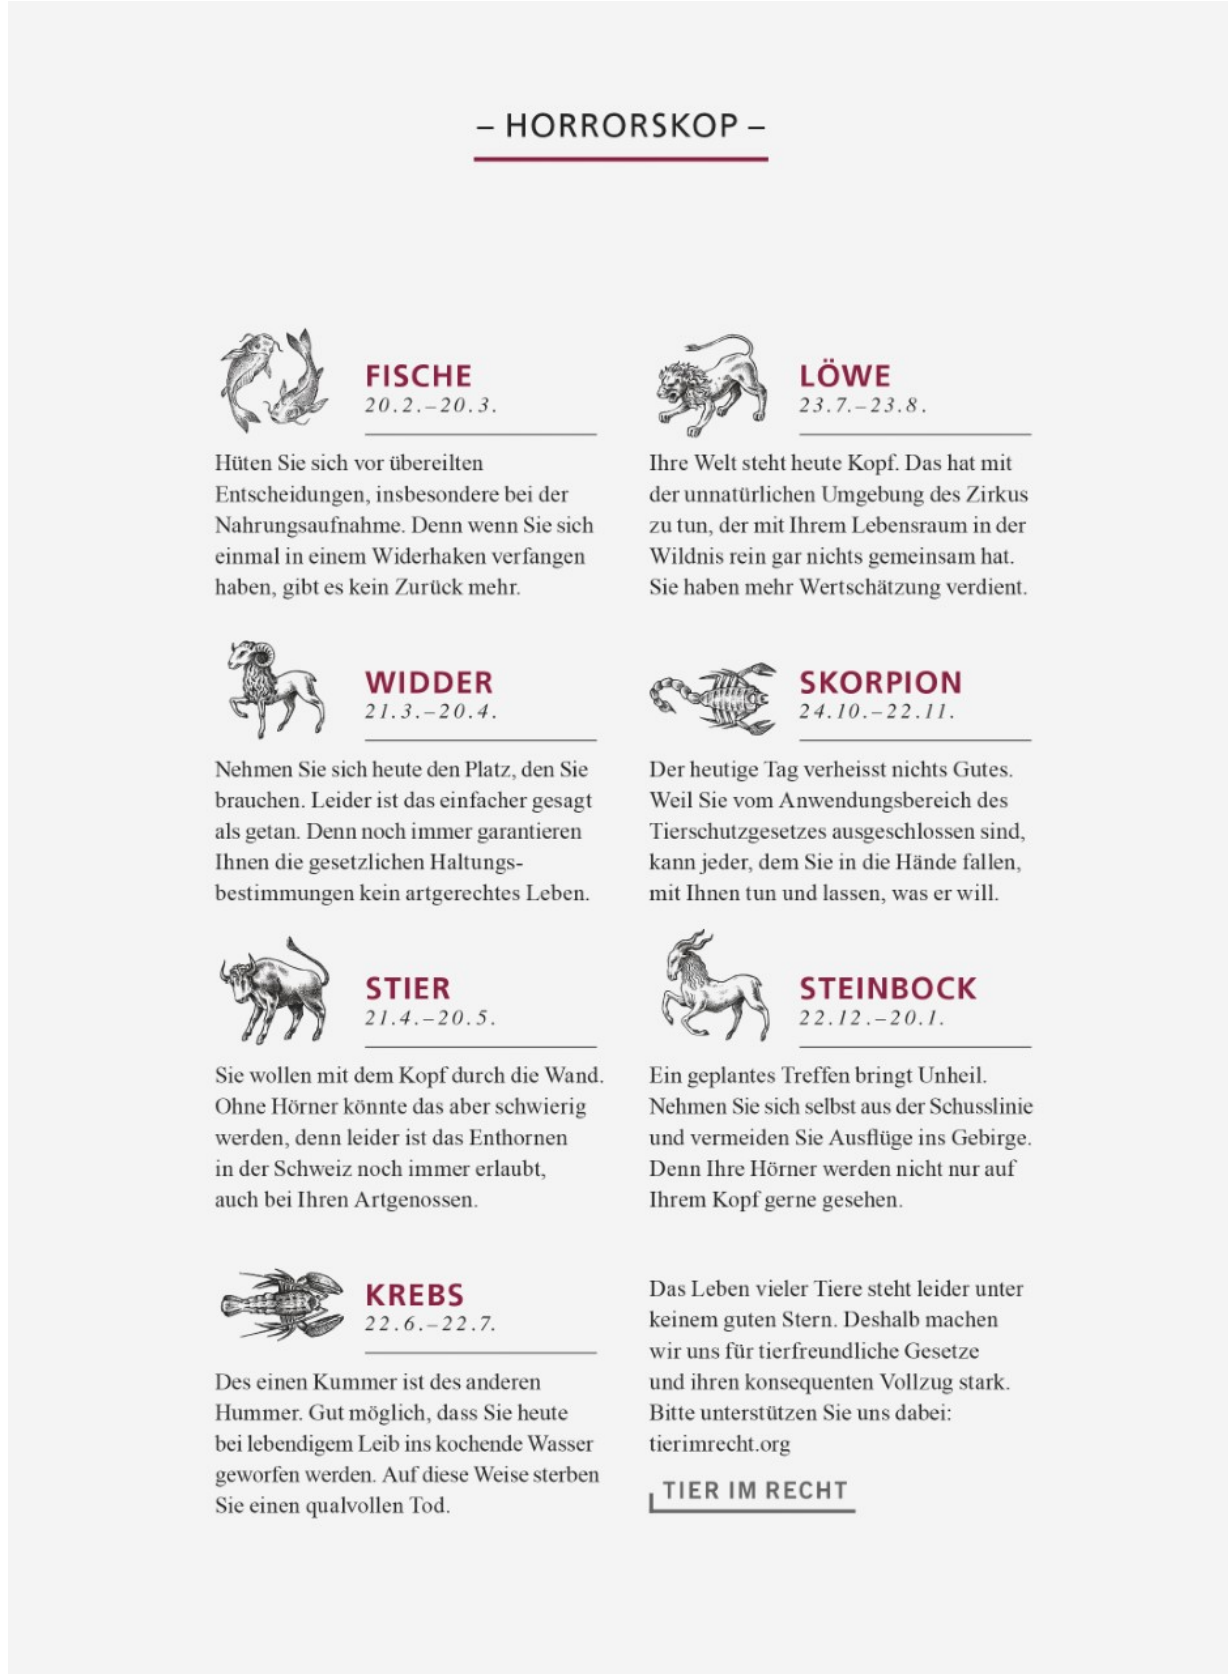 – HORRORSKOP –
FISCHE
20.2.–20.3.
Hüten Sie sich vor übereilten
Entscheidungen, insbesondere bei der
Nahrungsaufnahme. Denn wenn Sie sich
einmal in einem Widerhaken verfangen
haben, gibt es kein Zurück mehr.
WIDDER
21.3.–20.4.
Nehmen Sie sich heute den Platz, den Sie
brauchen. Leider ist das einfacher gesagt
als getan. Denn noch immer garantieren
Ihnen die gesetzlichen Haltungs-
bestimmungen kein artgerechtes Leben.
STIER
21.4.–20.5.
Sie wollen mit dem Kopf durch die Wand.
Ohne Hörner könnte das aber schwierig
werden, denn leider ist das Enthornen
in der Schweiz noch immer erlaubt,
auch bei Ihren Artgenossen.
KREBS
22.6.–22.7.
Des einen Kummer ist des anderen
Hummer. Gut möglich, dass Sie heute
bei lebendigem Leib ins kochende Wasser
geworfen werden. Auf diese Weise sterben
Sie einen qualvollen Tod.
LÖWE
23.7.–23.8.
Ihre Welt steht heute Kopf. Das hat mit
der unnatürlichen Umgebung des Zirkus
zu tun, der mit Ihrem Lebensraum in der
Wildnis rein gar nichts gemeinsam hat.
Sie haben mehr Wertschätzung verdient.
SKORPION
24.10.–22.11.
Der heutige Tag verheisst nichts Gutes.
Weil Sie vom Anwendungsbereich des
Tierschutzgesetzes ausgeschlossen sind,
kann jeder, dem Sie in die Hände fallen,
mit Ihnen tun und lassen, was er will.
STEINBOCK
22.12.–20.1.
Ein geplantes Treffen bringt Unheil.
Nehmen Sie sich selbst aus der Schusslinie
und vermeiden Sie Ausflüge ins Gebirge.
Denn Ihre Hörner werden nicht nur auf
Ihrem Kopf gerne gesehen.
Das Leben vieler Tiere steht leider unter
keinem guten Stern. Deshalb machen
wir uns für tierfreundliche Gesetze
und ihren konsequenten Vollzug stark.
Bitte unterstützen Sie uns dabei:
tierimrecht.org
TIER IM RECHT